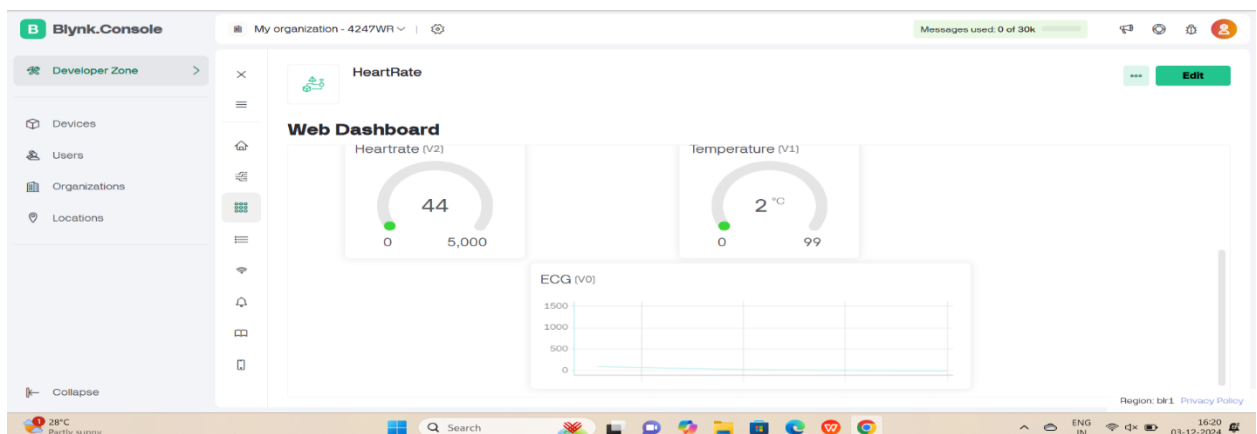 B Blynk.Console
My organization - 4247WR
Messages used: 0 of 30k
Developer Zone
Devices
Users
Organizations
Locations
Collapse
HeartRate
Edit
Web Dashboard
Heartrate (V2)
44
0 5,000
Temperature (V1)
2 °C
0 99
ECG (V0)
1500
1000
500
0
Region: blr1 Privacy Policy
1
28°C
Partly sunny
Search
ENG
IN
16:20
03-12-2024